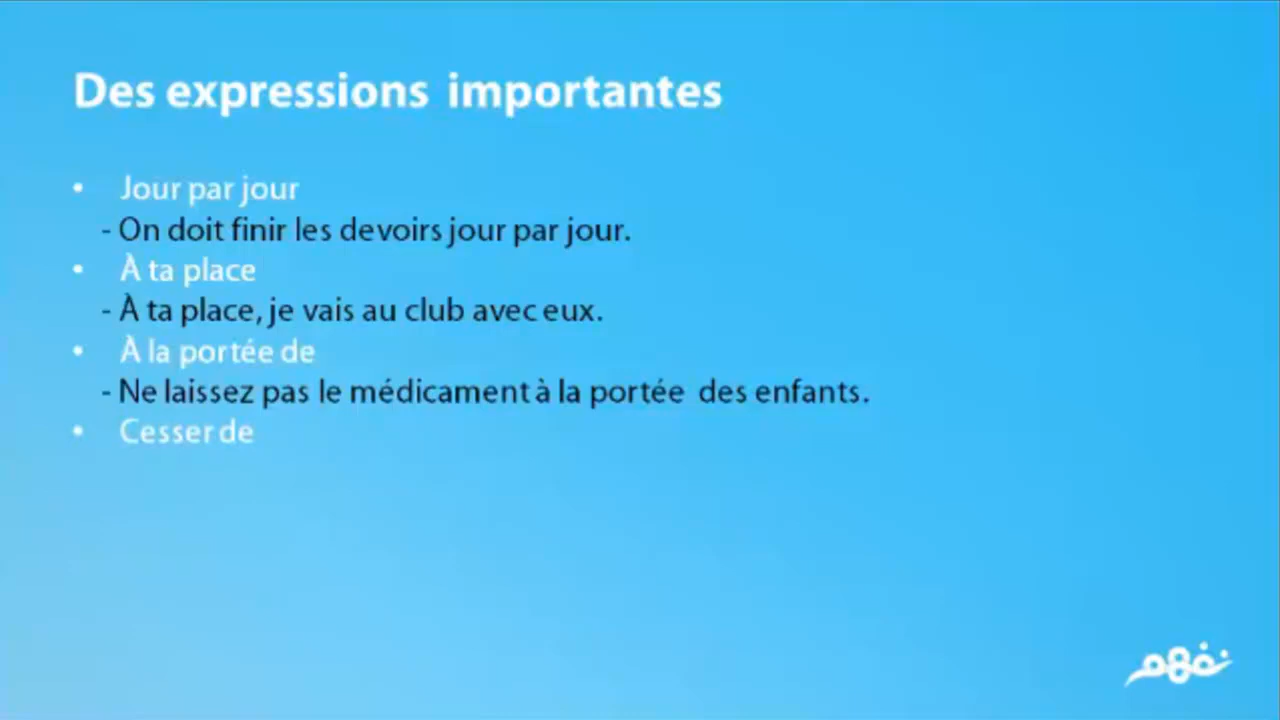 Des expressions importantes
• Jour par jour
- On doit finir les devoirs jour par jour.
• À ta place
- À ta place, je vais au club avec eux.
• À la portée de
- Ne laissez pas le médicament à la portée des enfants.
• Cesser de
نفهم